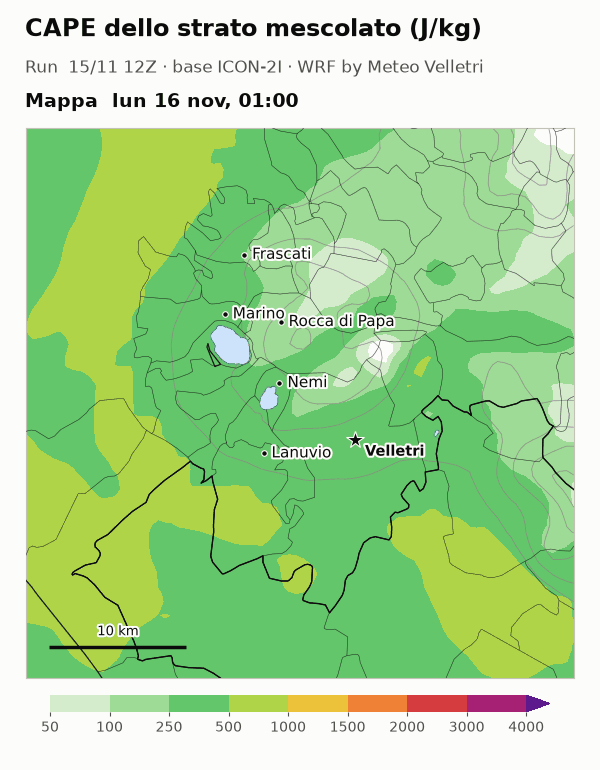 CAPE dello strato mescolato (J/kg)
Run  15/11 12Z · base ICON-2I · WRF by Meteo Velletri
Mappa  lun 16 nov, 01:00
Frascati
Marino
Rocca di Papa
Nemi
Velletri
Lanuvio
10 km
50 100 250 500 1000 1500 2000 3000 4000